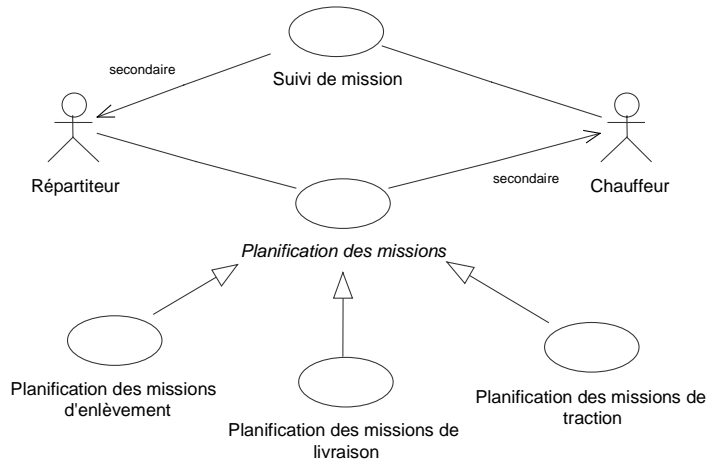 secondaire
Suivi de mission
Répartiteur
secondaire
Chauffeur
Planification des missions
Planification des missions
d'enlèvement
Planification des missions de
livraison
Planification des missions de
traction